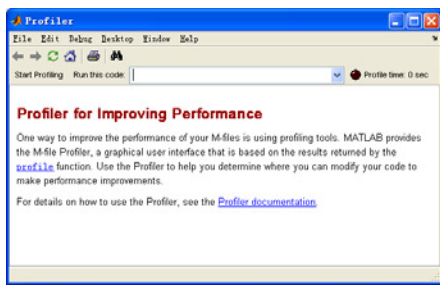 Profiler
File Edit Debug Desktop Window Help
Start Profiling Run this code: Profile time: 0 sec
Profiler for Improving Performance
One way to improve the performance of your M-files is using profiling tools. MATLAB provides
the M-file Profiler, a graphical user interface that is based on the results returned by the
profile function. Use the Profiler to help you determine where you can modify your code to
make performance improvements.
For details on how to use the Profiler, see the Profiler documentation.